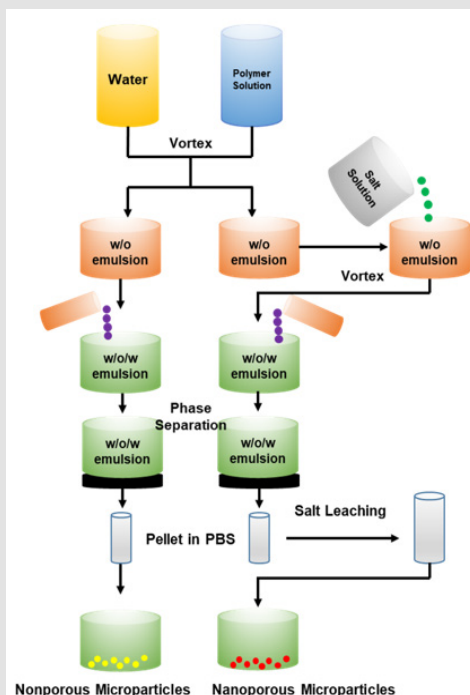 Water
Polymer
Solution
Vortex
Salt
Solution
w/o
emulsion
w/o
emulsion
w/o
emulsion
Vortex
w/o/w
emulsion
w/o/w
emulsion
Phase
Separation
w/o/w
emulsion
w/o/w
emulsion
Salt Leaching
Pellet in PBS
Nonporous Microparticles
Nanoporous Microparticles